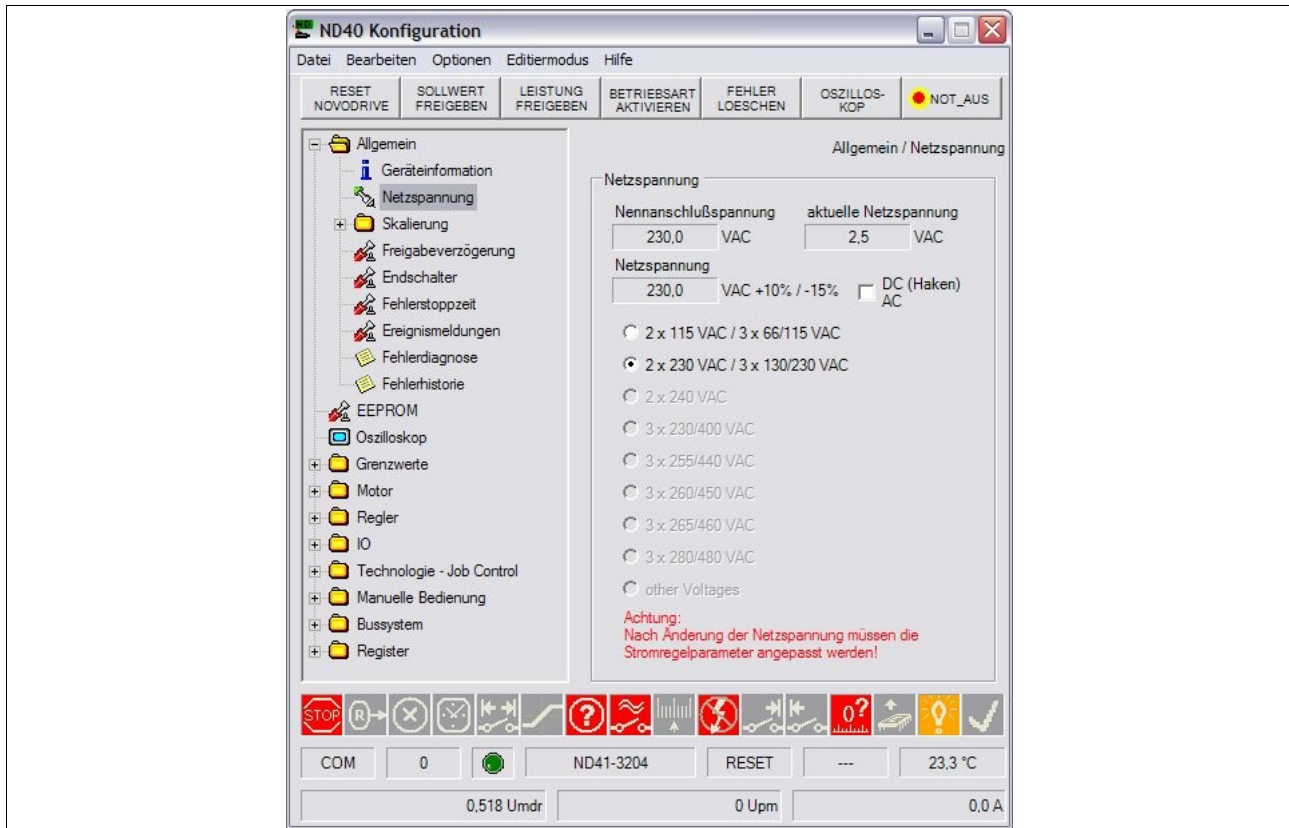 ND40 Konfiguration
Datei Bearbeiten Optionen Editiermodus Hilfe
RESET NOVODRIVE
SOLLWERT FREIGEBEN
LEISTUNG FREIGEBEN
BETRIEBSART AKTIVIEREN
FEHLER LOESCHEN
OSZILLOS-KOP
NOT_AUS
Allgemein
Geräteinformation
Netzspannung
Skalierung
Freigabeverzögerung
Endschalter
Fehlerstoppzeit
Ereignismeldungen
Fehlerdiagnose
Fehlerhistorie
EEPROM
Oszilloskop
Grenzwerte
Motor
Regler
IO
Technologie - Job Control
Manuelle Bedienung
Bussystem
Register
Allgemein / Netzspannung
Netzspannung
Nennanschlußspannung aktuelle Netzspannung
230,0 VAC 2,5 VAC
Netzspannung
230,0 VAC +10% / -15% DC (Haken)
AC
2 x 115 VAC / 3 x 66/115 VAC
2 x 230 VAC / 3 x 130/230 VAC
2 x 240 VAC
3 x 230/400 VAC
3 x 255/440 VAC
3 x 260/450 VAC
3 x 265/460 VAC
3 x 280/480 VAC
other Voltages
Achtung:
Nach Änderung der Netzspannung müssen die
Stromregelparameter angepasst werden!
STOP R ? 0?
COM 0 ND41-3204 RESET --- 23,3 °C
0,518 Umdr 0 Upm 0,0 A